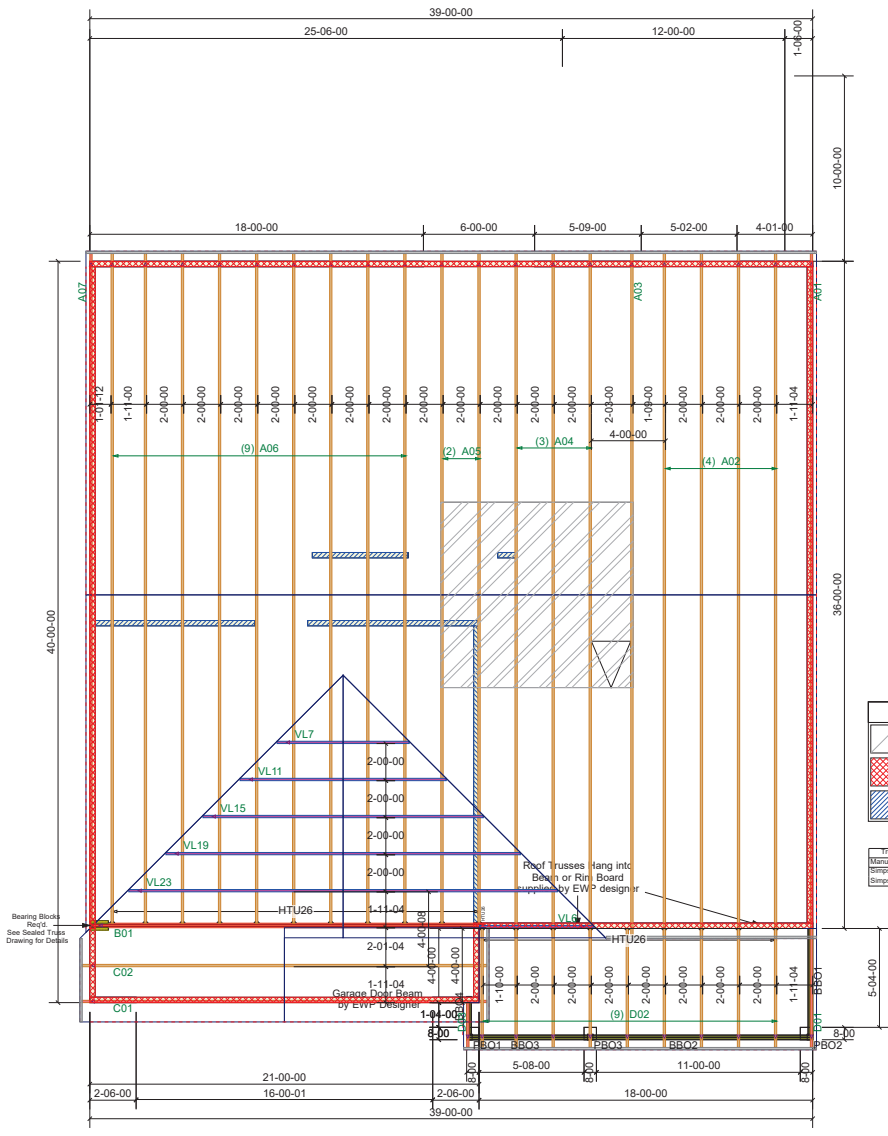 39-00-00
25-06-00
12-00-00
1-06-00
10-00-00
18-00-00
6-00-00
5-09-00
5-02-00
4-01-00
A07
A03
A01
1-01-12
1-11-00
2-00-00
2-00-00
2-00-00
2-00-00
2-00-00
2-00-00
2-00-00
2-00-00
2-00-00
2-00-00
2-00-00
2-00-00
2-03-00
1-09-00
2-00-00
2-00-00
2-00-00
1-11-04
4-00-00
(9) A06
(2) A05
(3) A04
(4) A02
40-00-00
36-00-00
VL7
2-00-00
VL11
2-00-00
VL15
2-00-00
VL19
2-00-00
VL23
1-11-04
4-00-08
Roof Trusses Hang into
Beam or Rim Board
supplied by EWP designer
HTU26
VL6
Bearing Blocks
Req'd.
See Sealed Truss
Drawing for Details
B01
HTU26
2-01-04
C02
4-00-00
4-00-00
1-11-04
Garage Door Beam
by EWP Designer
C01
1-10-00
2-00-00
2-00-00
2-00-00
2-00-00
2-00-00
2-00-00
2-00-00
1-11-04
BBO1
5-04-00
BBO4
1-04-00
(9) D02
D01
8-00
8-00
PBO1
BBO3
PBO3
BBO2
PBO2
21-00-00
8-00
5-08-00
8-00
11-00-00
8-00
2-06-00
16-00-01
2-06-00
18-00-00
39-00-00
Manu
Simps
Simps